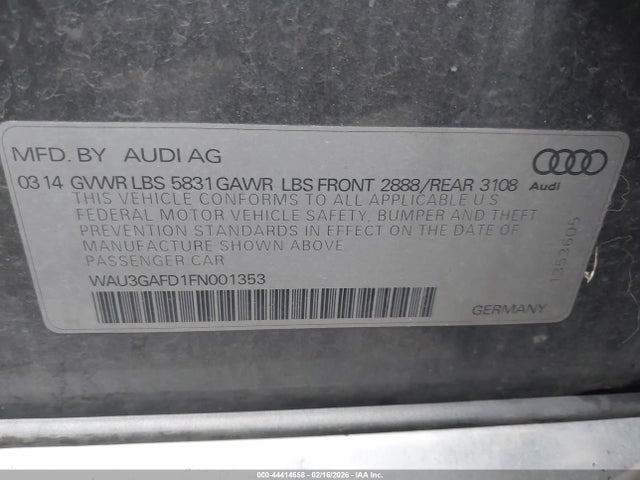 MFD. BY AUDI AG
03 14 GVWR LBS 5831 GAWR LBS FRONT 2888/REAR 3108
Audi
THIS VEHICLE CONFORMS TO ALL APPLICABLE U S
FEDERAL MOTOR VEHICLE SAFETY, BUMPER AND THEFT
PREVENTION STANDARDS IN EFFECT ON THE DATE OF
MANUFACTURE SHOWN ABOVE
PASSENGER CAR
WAU3GAFD1FN001353
1353605
GERMANY
000-44414658 - 02/16/2026 - IAA Inc.